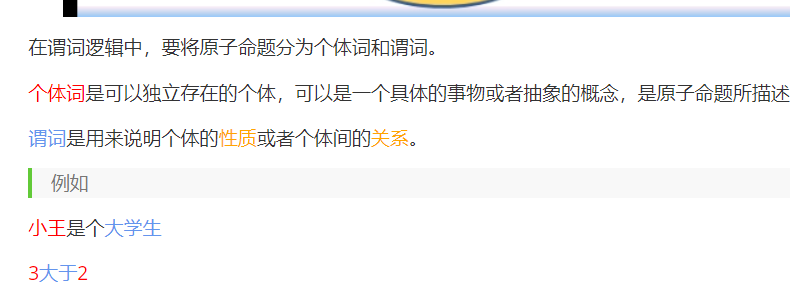 在谓词逻辑中，要将原子命题分为个体词和谓词。
个体词是可以独立存在的个体，可以是一个具体的事物或者抽象的概念，是原子命题所描述
谓词是用来说明个体的性质或者个体间的关系。
例如
小王是个大学生
3大于2